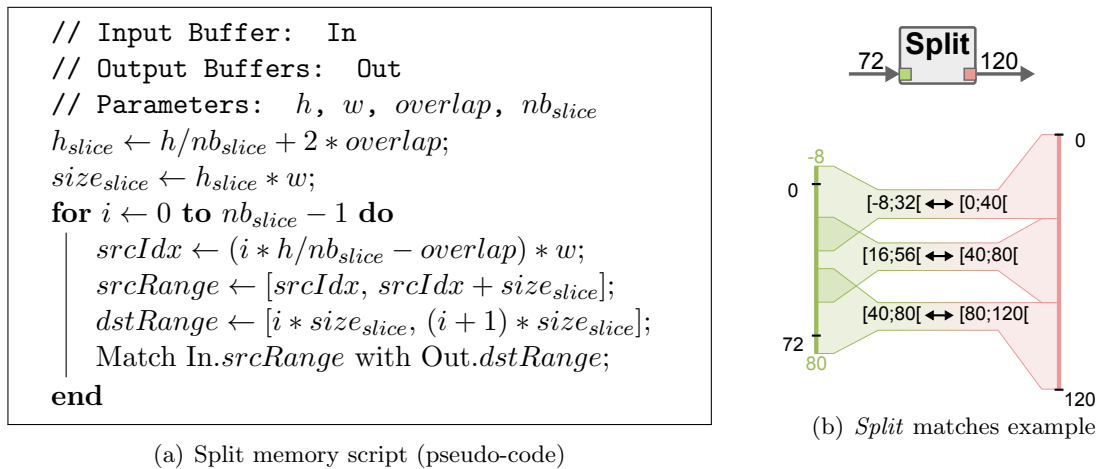 // Input Buffer: In
// Output Buffers: Out
// Parameters: h, w, overlap, nb_slice
h_slice ← h/nb_slice + 2 * overlap;
size_slice ← h_slice * w;
for i ← 0 to nb_slice − 1 do
srcIdx ← (i * h/nb_slice − overlap) * w;
srcRange ← [srcIdx, srcIdx + size_slice[;
dstRange ← [i * size_slice, (i + 1) * size_slice[;
Match In.srcRange with Out.dstRange;
end
(a) Split memory script (pseudo-code)
Split
72
120
-8
0
0
[-8;32[ ↔ [0;40[
[16;56[ ↔ [40;80[
[40;80[ ↔ [80;120[
72
80
120
(b) Split matches example